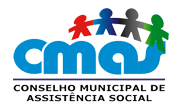 cmas
CONSELHO MUNICIPAL DE
ASSISTÊNCIA SOCIAL